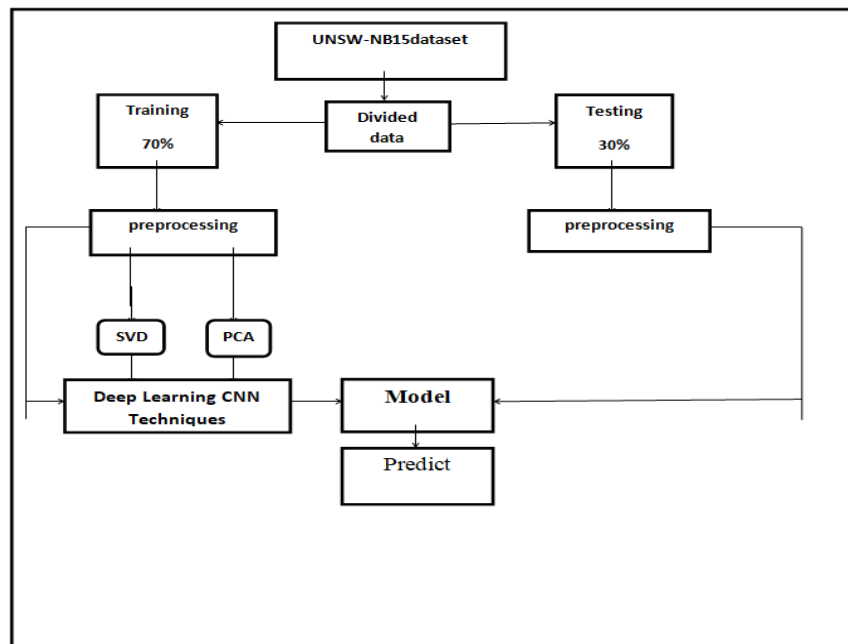 UNSW-NB15dataset
Training
70%
Divided
data
Testing
30%
preprocessing
preprocessing
SVD
PCA
Deep Learning CNN
Techniques
Model
Predict